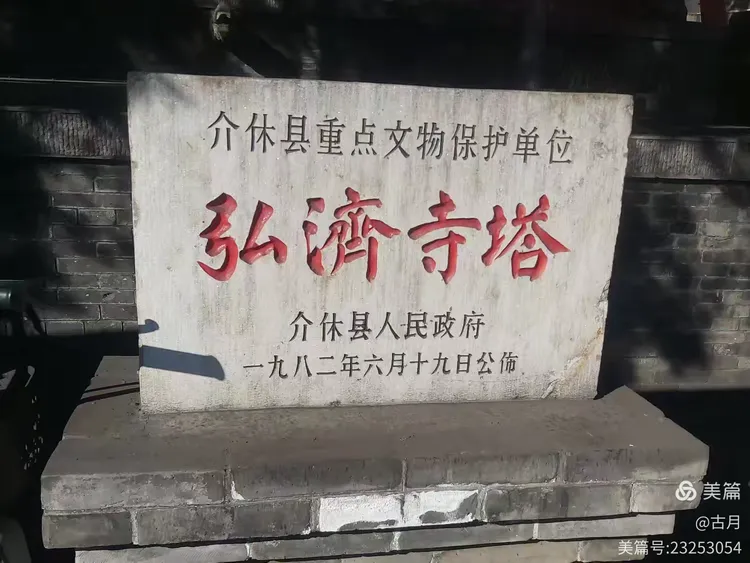 介休县重点文物保护单位
弘濟寺塔
介休县人民政府
一九八二年六月十九日公佈
美篇
@古月
美篇号:23253054